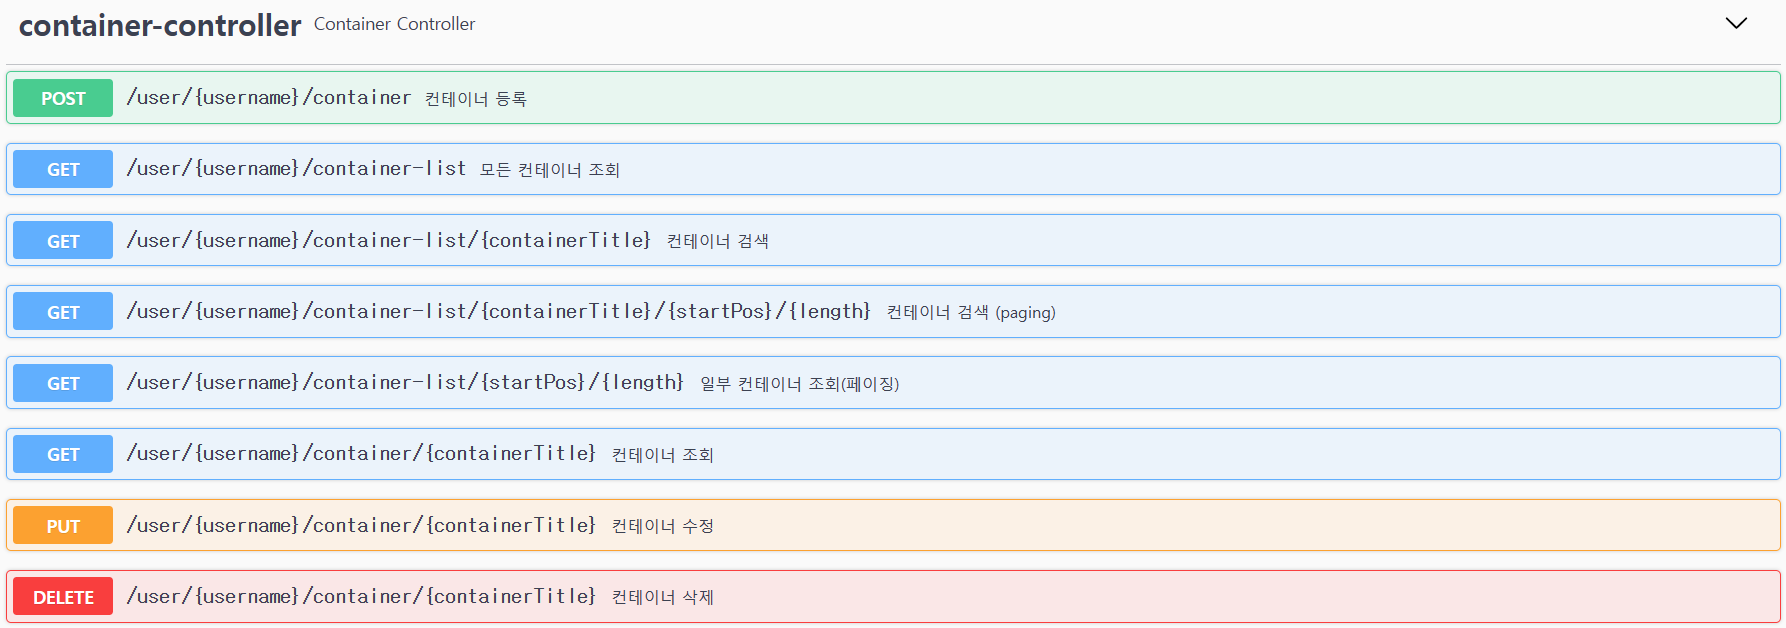 container-controller Container Controller
POST /user/{username}/container 컨테이너 등록
GET /user/{username}/container-list 모든 컨테이너 조회
GET /user/{username}/container-list/{containerTitle} 컨테이너 검색
GET /user/{username}/container-list/{containerTitle}/{startPos}/{length} 컨테이너 검색 (paging)
GET /user/{username}/container-list/{startPos}/{length} 일부 컨테이너 조회(페이징)
GET /user/{username}/container/{containerTitle} 컨테이너 조회
PUT /user/{username}/container/{containerTitle} 컨테이너 수정
DELETE /user/{username}/container/{containerTitle} 컨테이너 삭제